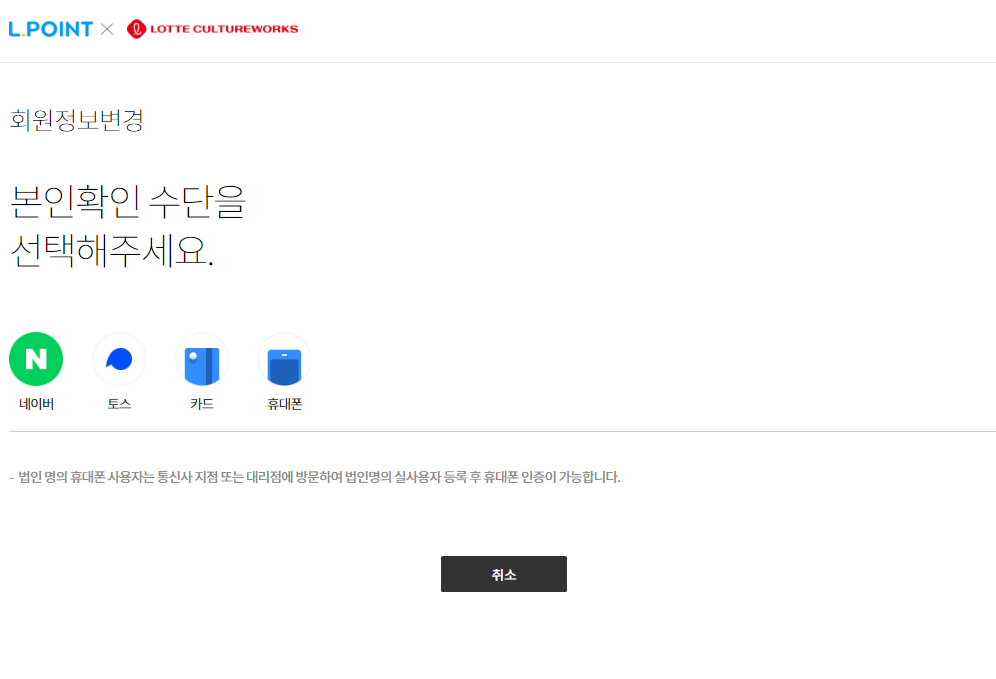 L.POINT × LOTTE CULTUREWORKS
회원정보변경
본인확인 수단을
선택해주세요.
N
네이버 토스 카드 휴대폰
- 법인 명의 휴대폰 사용자는 통신사 지점 또는 대리점에 방문하여 법인명의 실사용자 등록 후 휴대폰 인증이 가능합니다.
취소